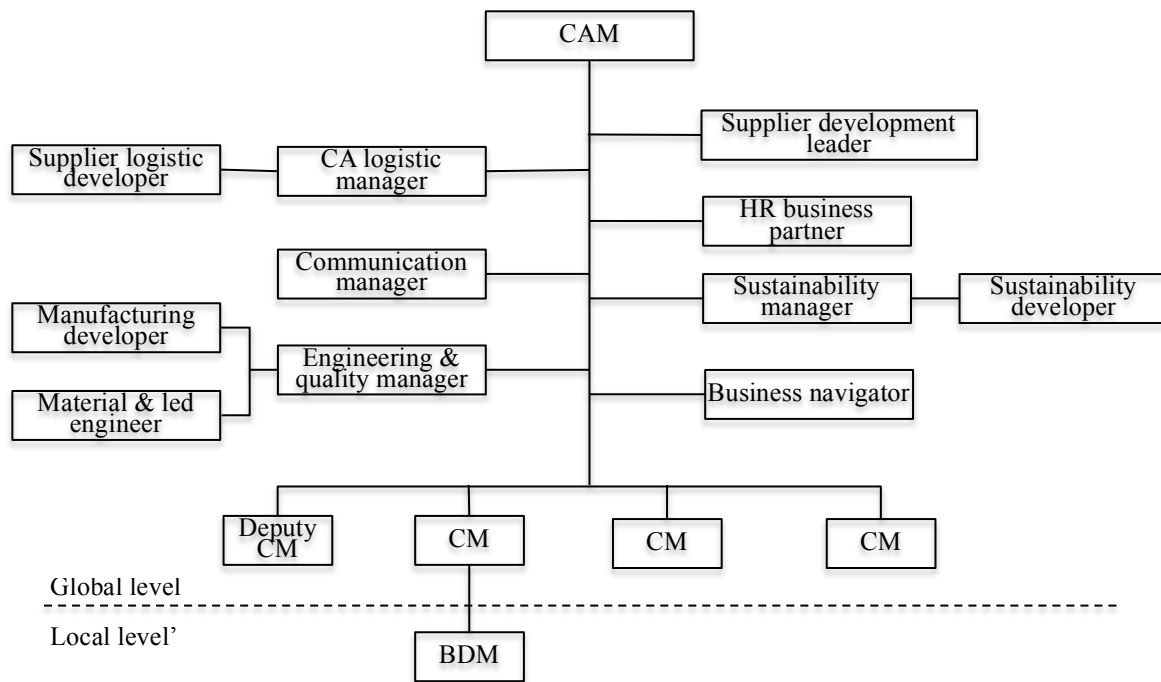 CAM
Supplier development
leader
Supplier logistic
developer
CA logistic
manager
HR business
partner
Communication
manager
Sustainability
manager
Sustainability
developer
Manufacturing
developer
Engineering &
quality manager
Material & led
engineer
Business navigator
Deputy
CM
CM
CM
CM
Global level
Local level’
BDM